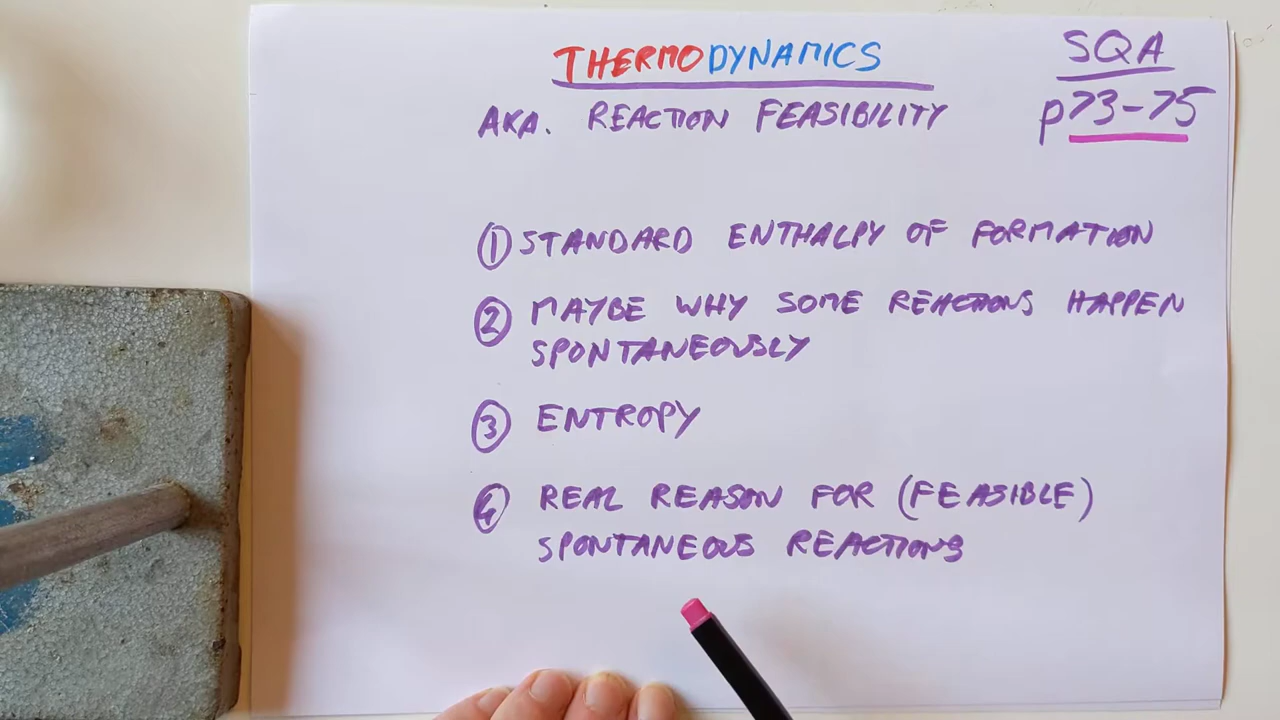 THERMODYNAMICS
AKA. REACTION FEASIBILITY
SQA
p73-75
① STANDARD ENTHALPY OF FORMATION
② MAYBE WHY SOME REACTIONS HAPPEN
SPONTANEOUSLY
③ ENTROPY
④ REAL REASON FOR (FEASIBLE)
SPONTANEOUS REACTIONS